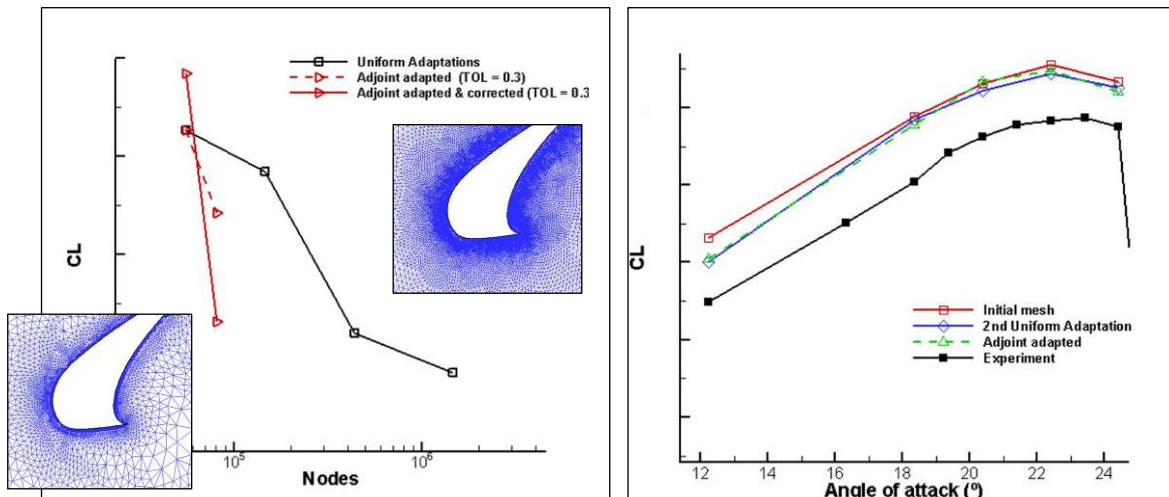 Uniform Adaptations
Adjoint adapted (TOL = 0.3)
Adjoint adapted & corrected (TOL = 0.3
CL
10⁵
10⁶
Nodes
CL
Initial mesh
2nd Uniform Adaptation
Adjoint adapted
Experiment
12 14 16 18 20 22 24
Angle of attack (º)